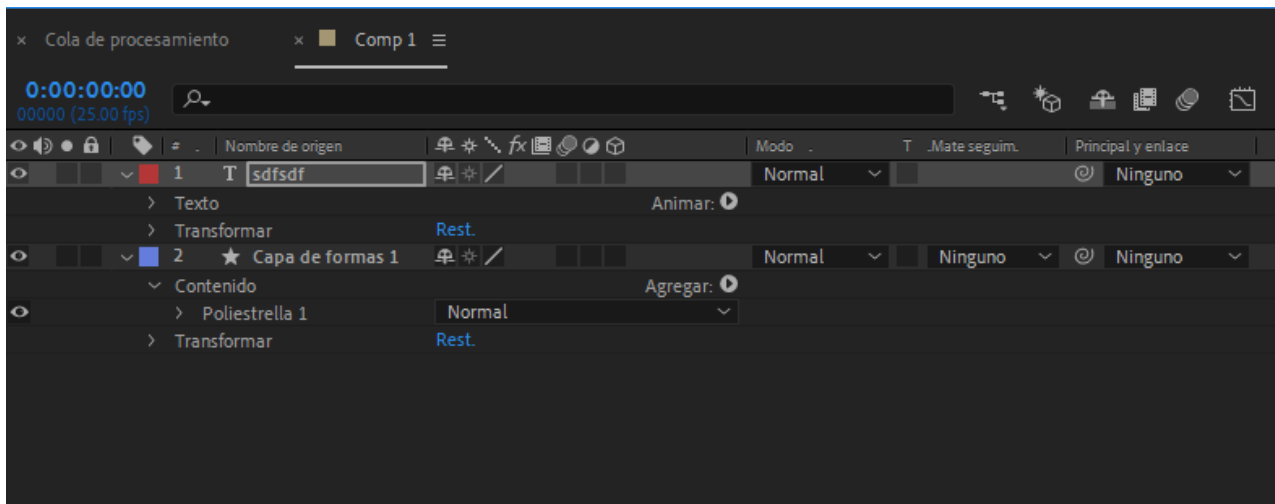 × Cola de procesamiento × Comp 1 ≡
0:00:00:00
00000 (25.00 fps)
# . Nombre de origen fx Modo . T .Mate seguim. Principal y enlace
1 T sdfsdf Normal Ninguno
Texto Animar:
Transformar Rest.
2 Capa de formas 1 Normal Ninguno Ninguno
Contenido Agregar:
Poliestrella 1 Normal
Transformar Rest.